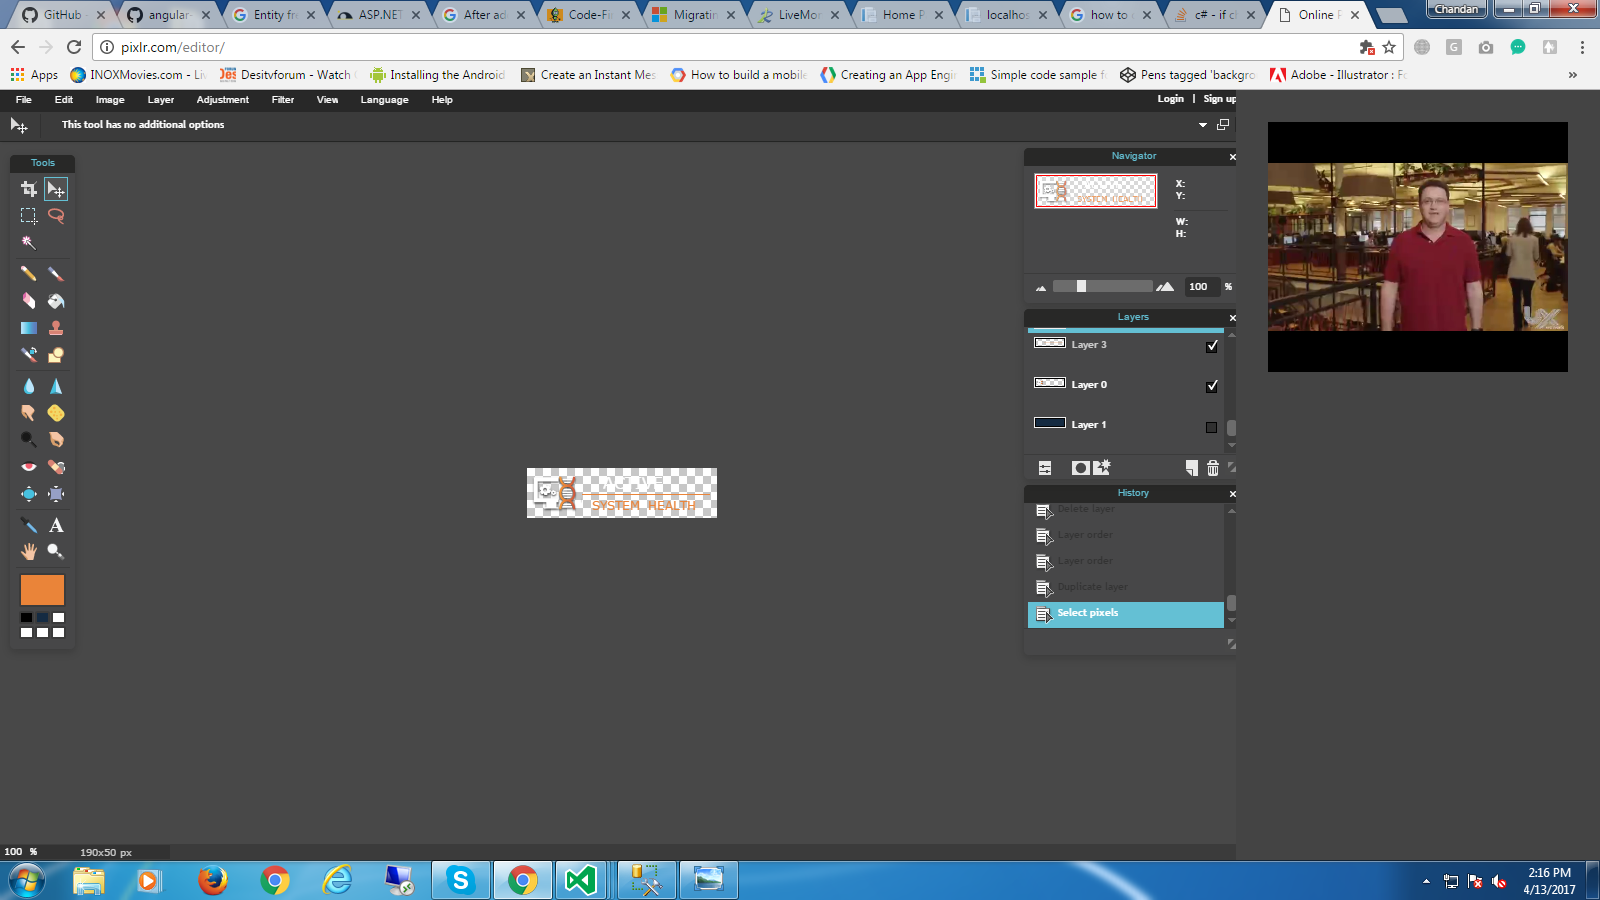 GitHub -
angular-
Entity fr
ASP.NET
After ad
Code-Fi
Migratin
LiveMon
Home P
localhos
how to
c# - if c
Online P
Chandan
pixlr.com/editor/
Apps
INOXMovies.com - Li
Desitvforum - Watch
Installing the Android
Create an Instant Mes
How to build a mobile
Creating an App Engi
Simple code sample f
Pens tagged 'backgro
Adobe - Illustrator : Fo
»
File Edit Image Layer Adjustment Filter View Language Help
Login | Sign up
This tool has no additional options
Tools
Navigator
X:
Y:
W:
H:
100 %
Layers
Layer 3
Layer 0
Layer 1
History
Delete layer
Layer order
Layer order
Duplicate layer
Select pixels
ACTIVE
SYSTEM HEALTH
100 % 190x50 px
2:16 PM
4/13/2017